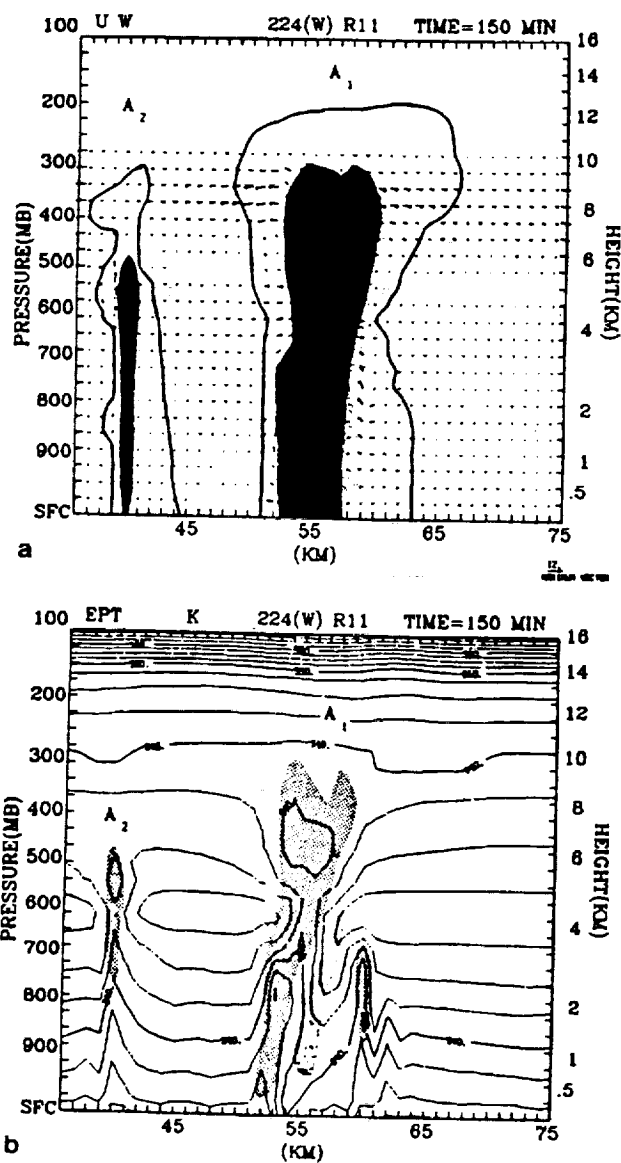 100 U W 224(W) R11 TIME=150 MIN 16
14
A1
A2
200 12
300 10
400 8
PRESSURE(MB)
HEIGHT(KM)
500 6
600 4
700
800 2
900 1
.5
SFC
45 55 65 75
(KM)
a
100 EPT K 224(W) R11 TIME=150 MIN 16
14
200 12
A1
300 10
400 8
A2
PRESSURE(MB)
HEIGHT(KM)
500 6
600 4
700
800 2
900 1
.5
SFC
45 55 65 75
(KM)
b